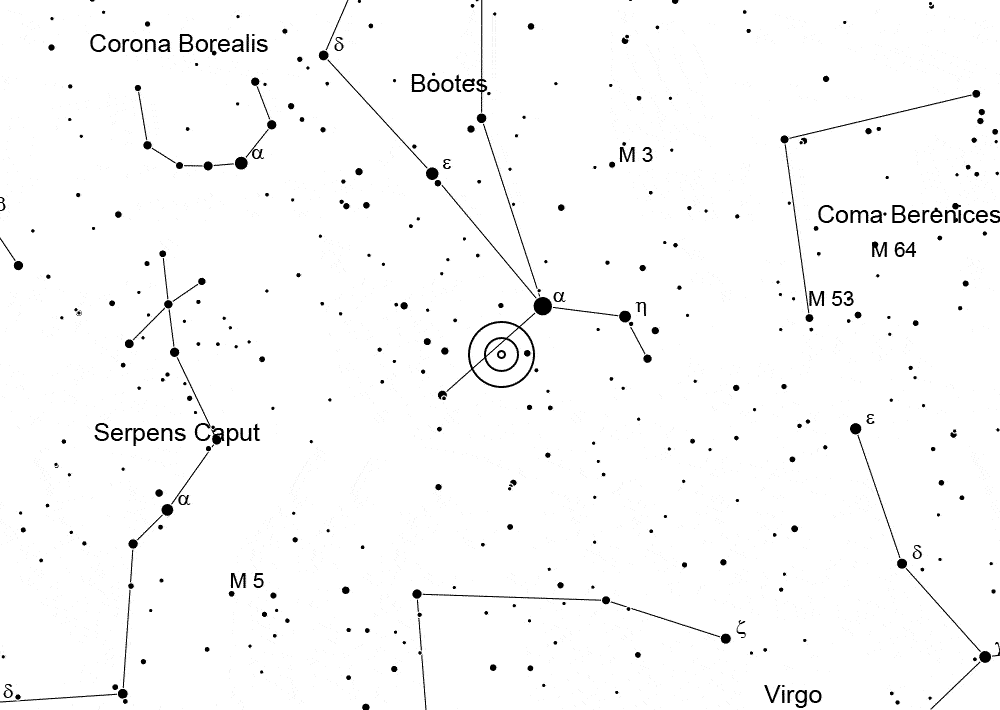 δ
Corona Borealis
Bootes
α
ε
M 3
β
Coma Berenices
M 64
α
η
M 53
ε
Serpens Caput
α
δ
M 5
ζ
δ
Virgo